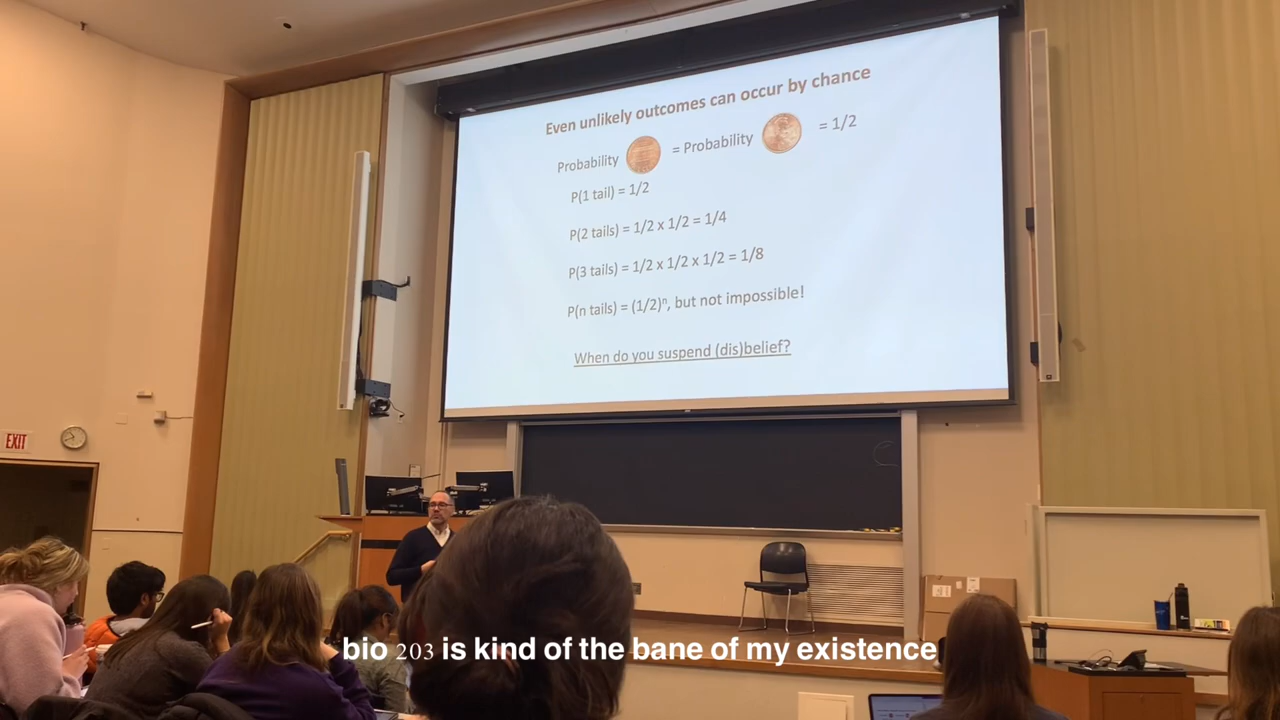 Even unlikely outcomes can occur by chance
Probability = Probability = 1/2
P(1 tail) = 1/2
P(2 tails) = 1/2 x 1/2 = 1/4
P(3 tails) = 1/2 x 1/2 x 1/2 = 1/8
P(n tails) = (1/2)ⁿ, but not impossible!
When do you suspend (dis)belief?
EXIT
bio 203 is kind of the bane of my existence